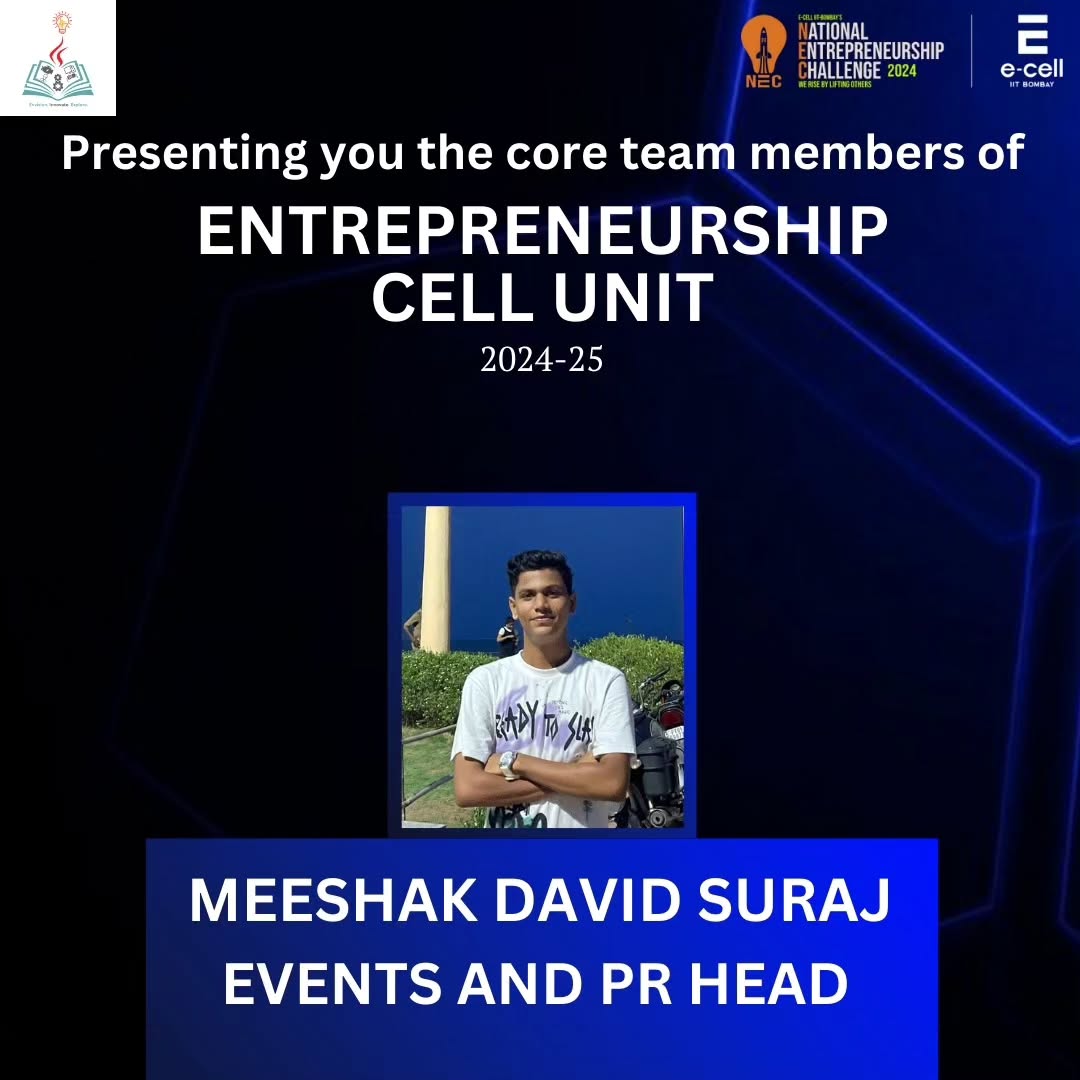 Envision. Innovate. Explore.
E-CELL IIT-BOMBAY'S
NATIONAL
ENTREPRENEURSHIP
CHALLENGE 2024
WE RISE BY LIFTING OTHERS
NEC
e-cell
IIT BOMBAY
Presenting you the core team members of
ENTREPRENEURSHIP
CELL UNIT
2024-25
READY TO SLA
MEESHAK DAVID SURAJ
EVENTS AND PR HEAD